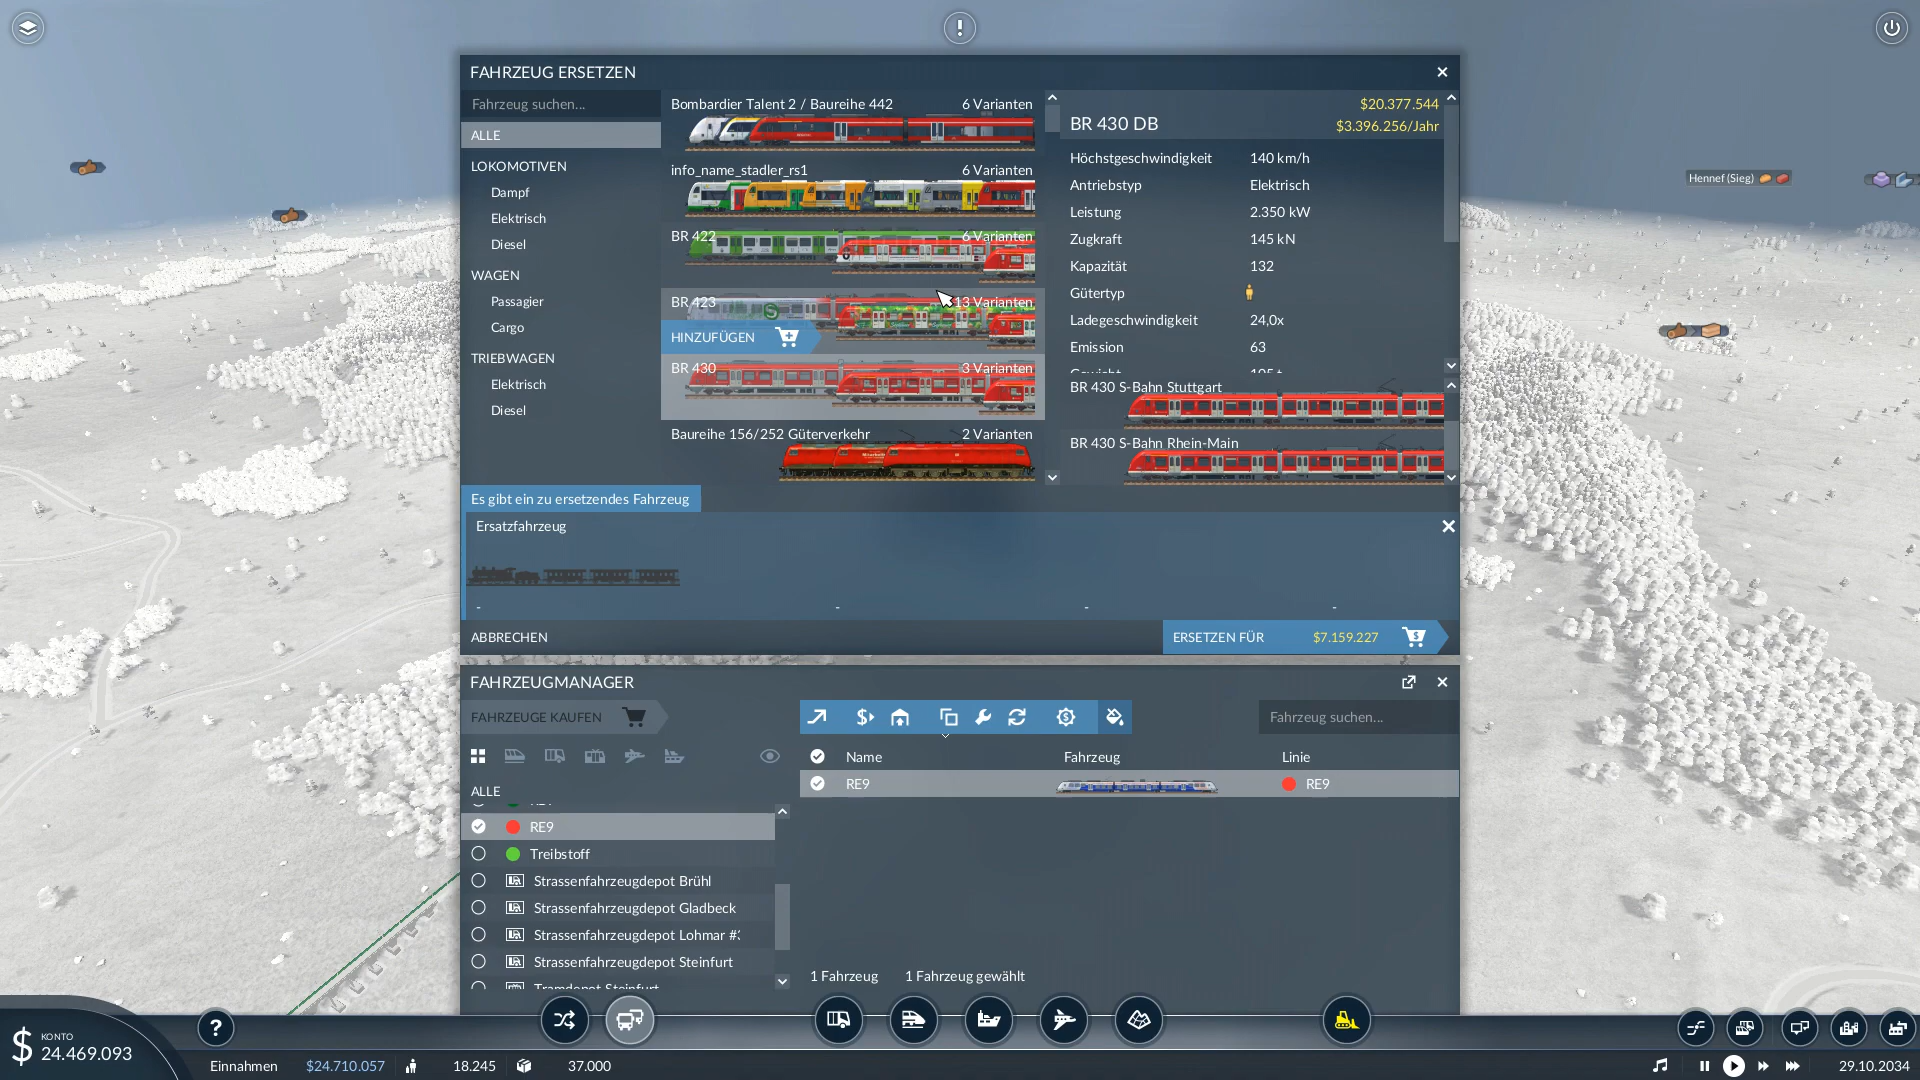 FAHRZEUG ERSETZEN
Fahrzeug suchen...
ALLE
LOKOMOTIVEN
Dampf
Elektrisch
Diesel
WAGEN
Passagier
Cargo
TRIEBWAGEN
Elektrisch
Diesel
Bombardier Talent 2 / Baureihe 442 6 Varianten
info_name_stadler_rs1 6 Varianten
BR 422 6 Varianten
BR 423 13 Varianten
HINZUFÜGEN
BR 430 3 Varianten
Baureihe 156/252 Güterverkehr 2 Varianten
$20.377.544
BR 430 DB
$3.396.256/Jahr
Höchstgeschwindigkeit 140 km/h
Antriebstyp Elektrisch
Leistung 2.350 kW
Zugkraft 145 kN
Kapazität 132
Gütertyp
Ladegeschwindigkeit 24,0x
Emission 63
BR 430 S-Bahn Stuttgart
BR 430 S-Bahn Rhein-Main
Hennef (Sieg)
Es gibt ein zu ersetzendes Fahrzeug
Ersatzfahrzeug
- - - -
ABBRECHEN
ERSETZEN FÜR $7.159.227
FAHRZEUGMANAGER
FAHRZEUGE KAUFEN
Fahrzeug suchen...
ALLE
RE9
Treibstoff
Strassenfahrzeugdepot Brühl
Strassenfahrzeugdepot Gladbeck
Strassenfahrzeugdepot Lohmar
Strassenfahrzeugdepot Steinfurt
Tramdepot Steinfurt
Name Fahrzeug Linie
RE9 RE9
1 Fahrzeug 1 Fahrzeug gewählt
KONTO
24.469.093
Einnahmen $24.710.057 18.245 37.000
29.10.2034